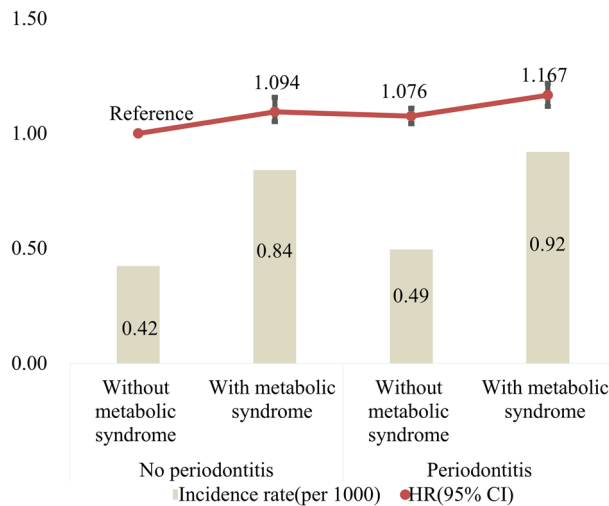 1.50
1.00
0.50
0.00
Reference
1.094
1.076
1.167
0.42
0.84
0.49
0.92
Without
metabolic
syndrome
With metabolic
syndrome
Without
metabolic
syndrome
With metabolic
syndrome
No periodontitis
Periodontitis
Incidence rate(per 1000)
HR(95% CI)